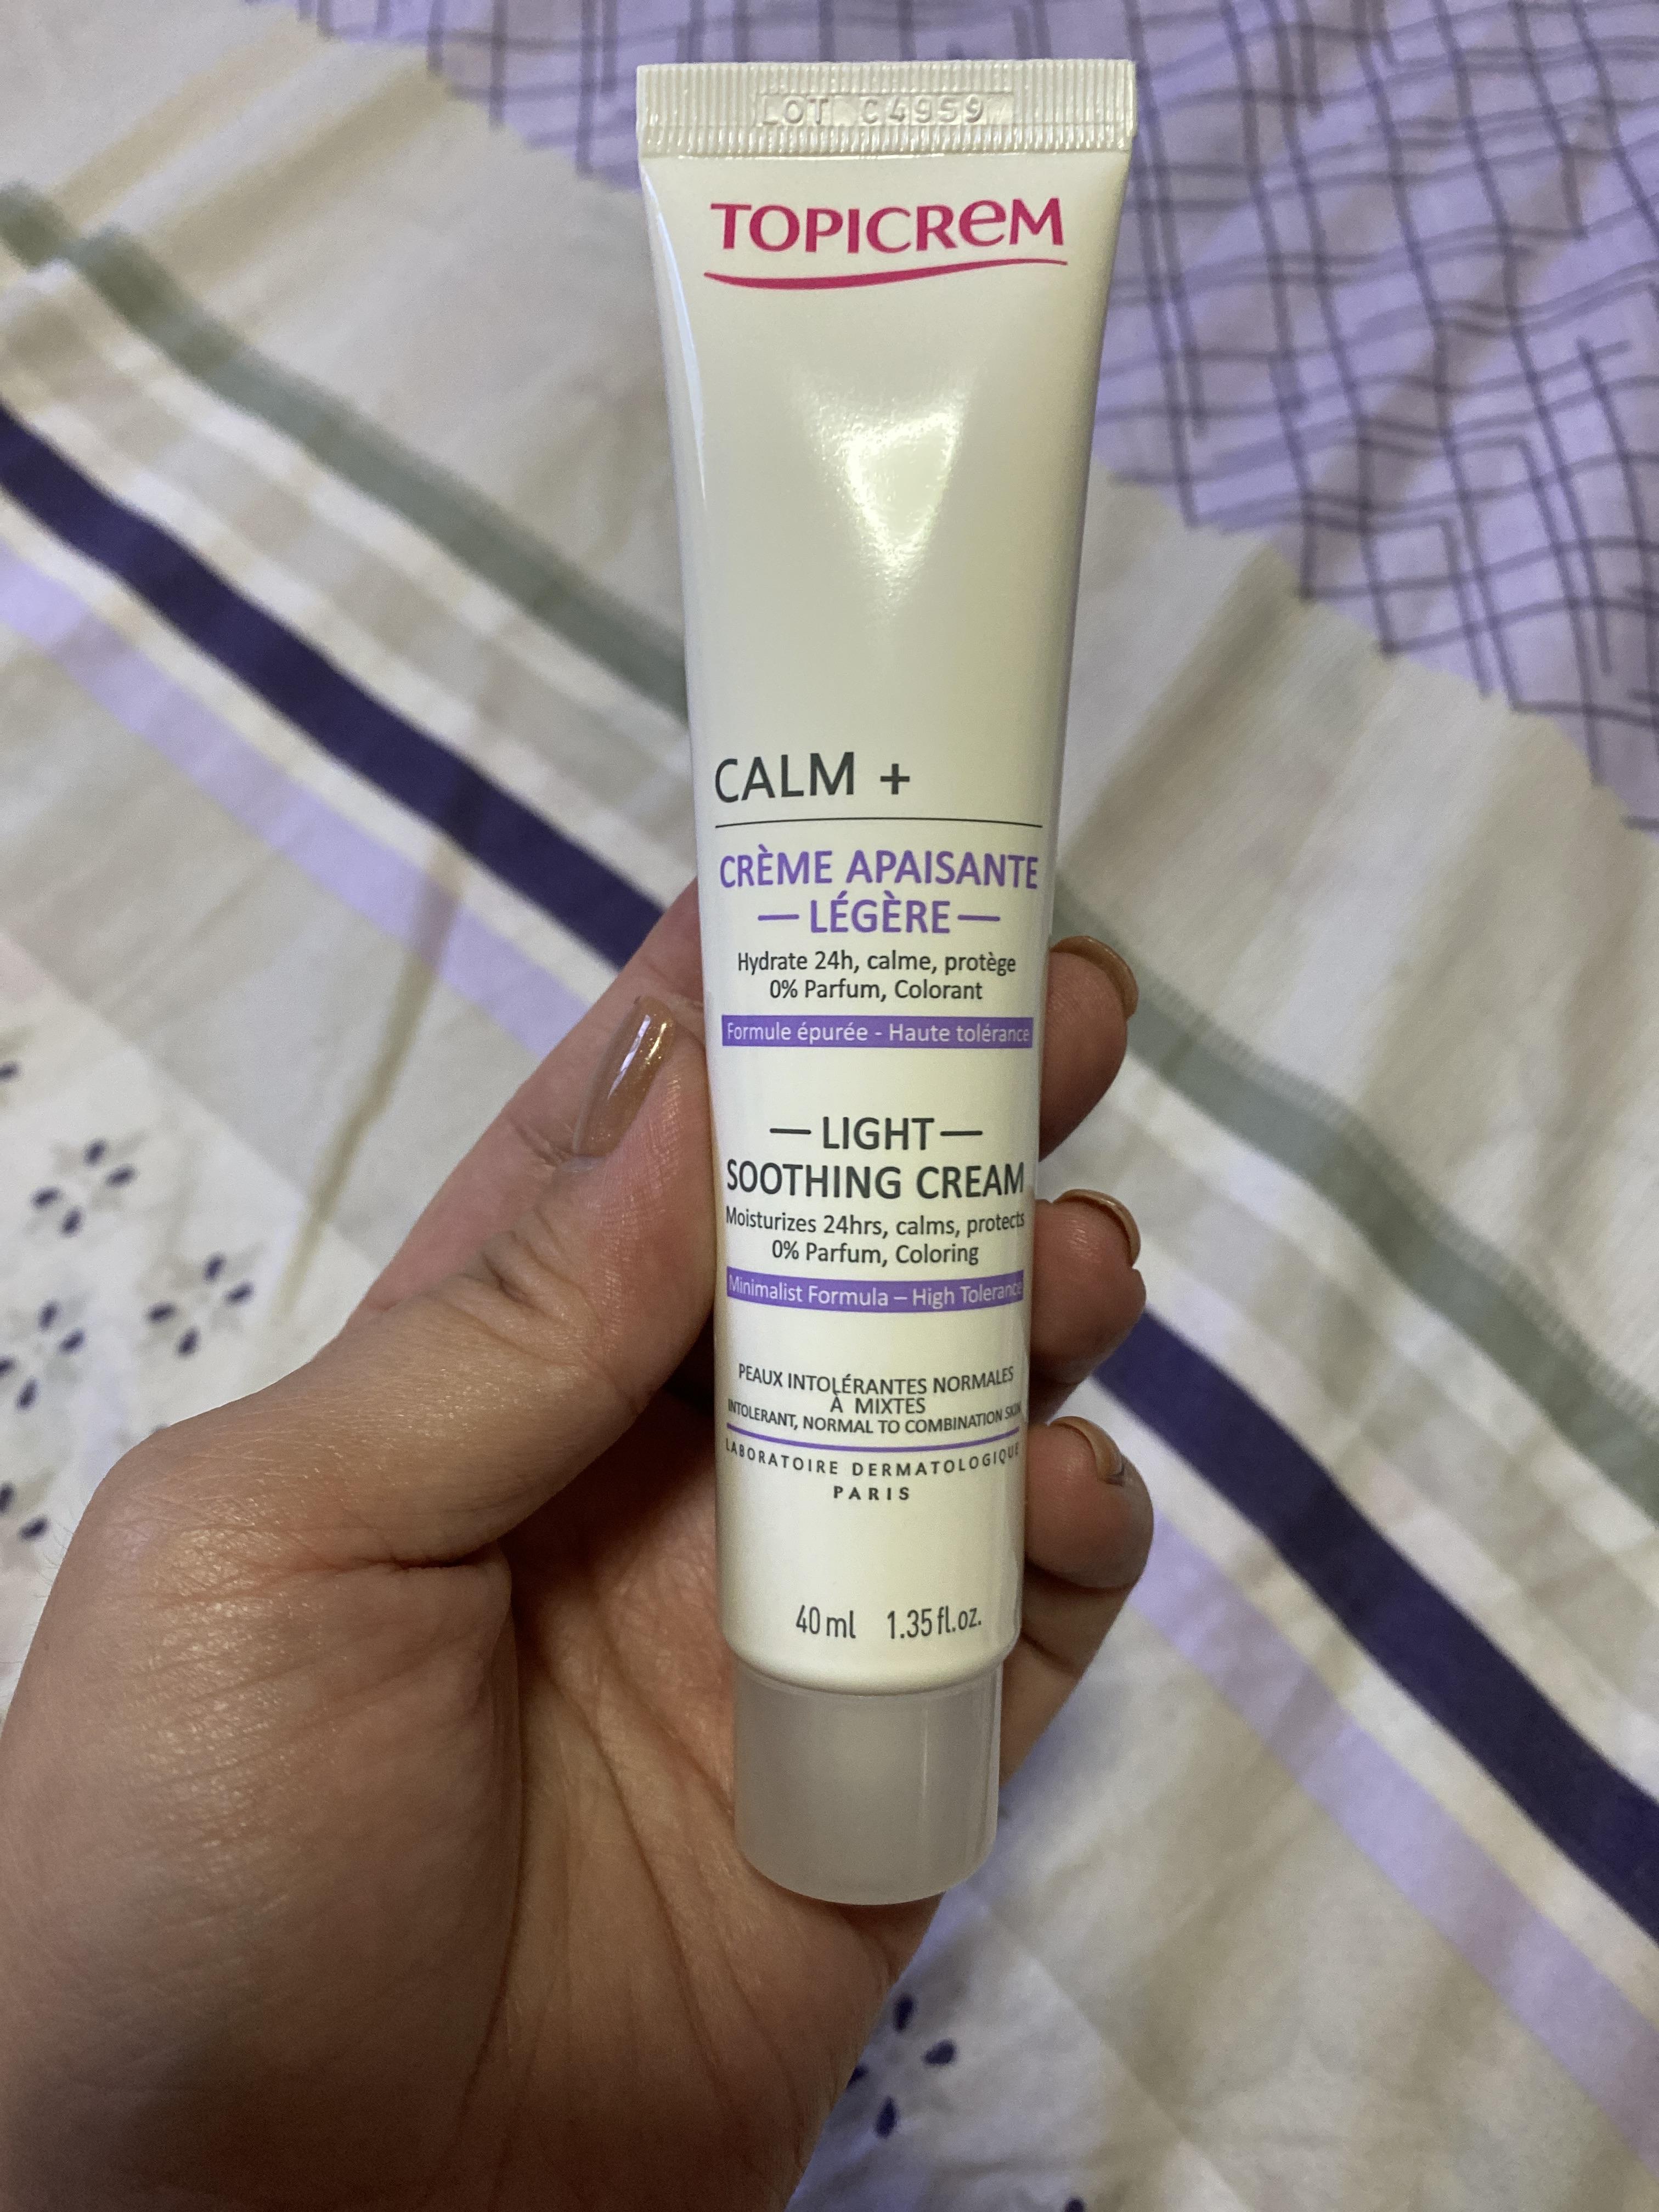 LOT C4959
TOPICREM
CALM +
CRÈME APAISANTE
— LÉGÈRE —
Hydrate 24h, calme, protège
0% Parfum, Colorant
Formule épurée - Haute tolérance
— LIGHT —
SOOTHING CREAM
Moisturizes 24hrs, calms, protects
0% Parfum, Coloring
Minimalist Formula – High Tolerance
PEAUX INTOLÉRANTES NORMALES
À MIXTES
INTOLERANT, NORMAL TO COMBINATION SKIN
LABORATOIRE DERMATOLOGIQUE
PARIS
40 ml 1.35 fl.oz.